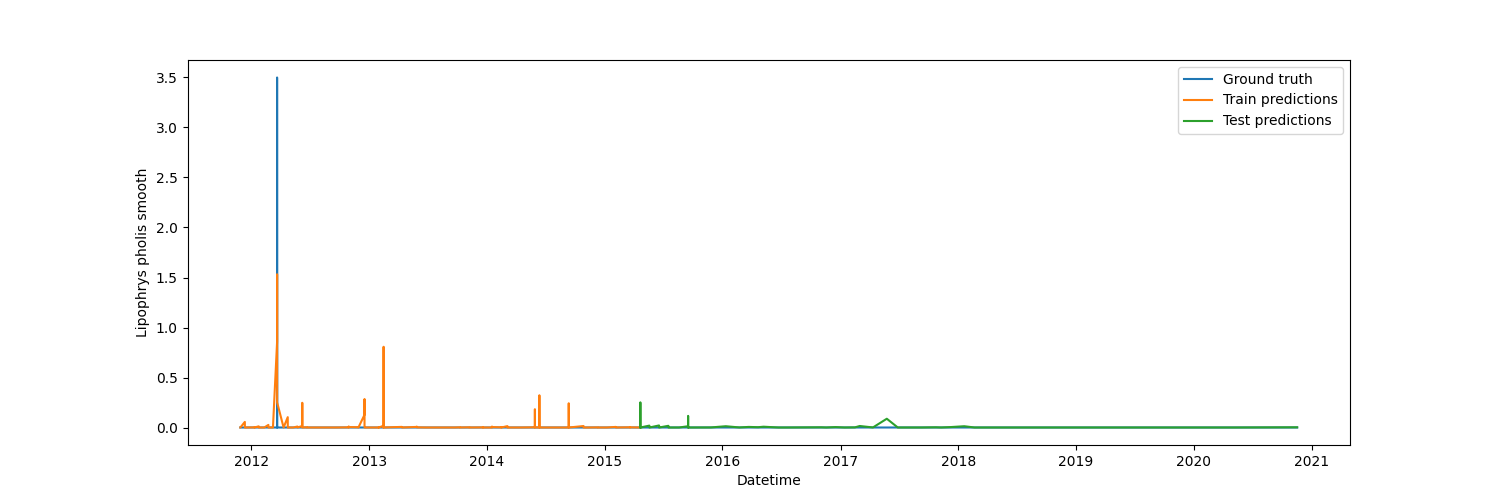 Ground truth
Train predictions
Test predictions
3.5
3.0
2.5
2.0
1.5
1.0
0.5
0.0
Lipophrys pholis smooth
2012 2013 2014 2015 2016 2017 2018 2019 2020 2021
Datetime